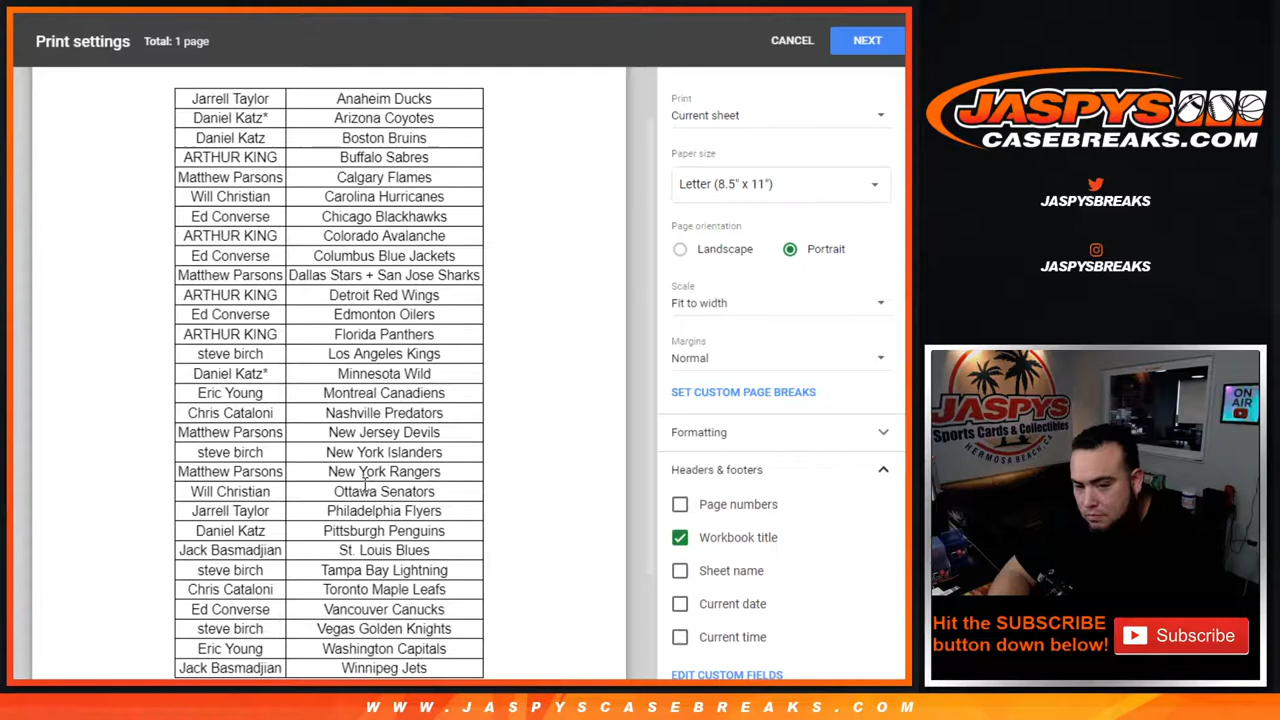 Print settings Total: 1 page CANCEL NEXT
Jarrell Taylor Anaheim Ducks
Daniel Katz* Arizona Coyotes
Daniel Katz Boston Bruins
ARTHUR KING Buffalo Sabres
Matthew Parsons Calgary Flames
Will Christian Carolina Hurricanes
Ed Converse Chicago Blackhawks
ARTHUR KING Colorado Avalanche
Ed Converse Columbus Blue Jackets
Matthew Parsons Dallas Stars + San Jose Sharks
ARTHUR KING Detroit Red Wings
Ed Converse Edmonton Oilers
ARTHUR KING Florida Panthers
steve birch Los Angeles Kings
Daniel Katz* Minnesota Wild
Eric Young Montreal Canadiens
Chris Cataloni Nashville Predators
Matthew Parsons New Jersey Devils
steve birch New York Islanders
Matthew Parsons New York Rangers
Will Christian Ottawa Senators
Jarrell Taylor Philadelphia Flyers
Daniel Katz Pittsburgh Penguins
Jack Basmadjian St. Louis Blues
steve birch Tampa Bay Lightning
Chris Cataloni Toronto Maple Leafs
Ed Converse Vancouver Canucks
steve birch Vegas Golden Knights
Eric Young Washington Capitals
Jack Basmadjian Winnipeg Jets
Print
Current sheet
Paper size
Letter (8.5" x 11")
Page orientation
Landscape Portrait
Scale
Fit to width
Margins
Normal
SET CUSTOM PAGE BREAKS
Formatting
Headers & footers
Page numbers
Workbook title
Sheet name
Current date
Current time
EDIT CUSTOM FIELDS
JASPYS
CASEBREAKS.COM
JASPYSBREAKS
JASPYSBREAKS
JASPYS
Sports Cards & Collectibles
HERMOSA BEACH, CA
ON
AIR
Hit the SUBSCRIBE
button down below!
Subscribe
WWW.JASPYSCASEBREAKS.COM